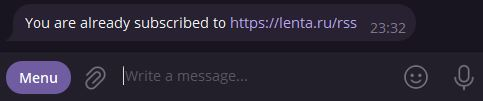 You are already subscribed to https://lenta.ru/rss 23:32
Menu Write a message...